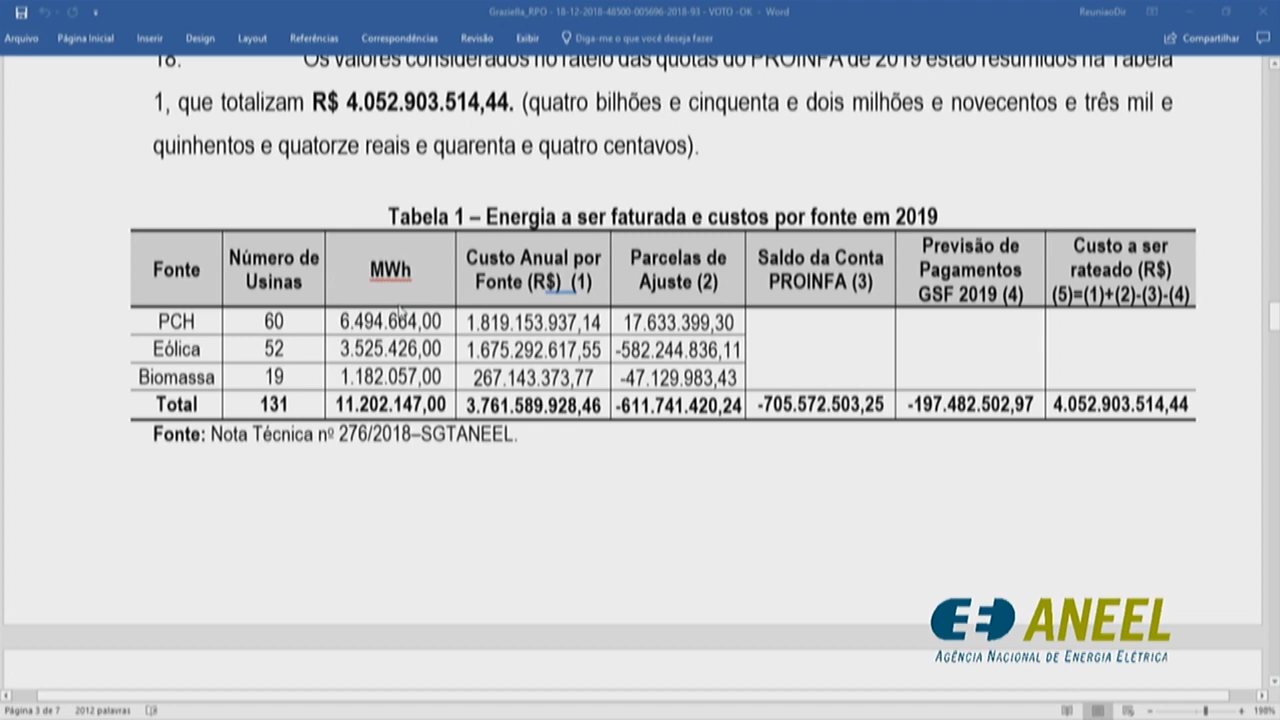 Graziella_RPO - 18-12-2018-48500-005696-2018-93 - VOTO -OK - Word
ReuniaoDir
Arquivo Página Inicial Inserir Design Layout Referências Correspondências Revisão Exibir Diga-me o que você deseja fazer Compartilhar
18. Os valores considerados no rateio das quotas do PROINFA de 2019 estão resumidos na Tabela
1, que totalizam R$ 4.052.903.514,44. (quatro bilhões e cinquenta e dois milhões e novecentos e três mil e
quinhentos e quatorze reais e quarenta e quatro centavos).
Tabela 1 – Energia a ser faturada e custos por fonte em 2019
Fonte Número de Usinas MWh Custo Anual por Fonte (R$) (1) Parcelas de Ajuste (2) Saldo da Conta PROINFA (3) Previsão de Pagamentos GSF 2019 (4) Custo a ser rateado (R$) (5)=(1)+(2)-(3)-(4)
PCH 60 6.494.664,00 1.819.153.937,14 17.633.399,30
Eólica 52 3.525.426,00 1.675.292.617,55 -582.244.836,11
Biomassa 19 1.182.057,00 267.143.373,77 -47.129.983,43
Total 131 11.202.147,00 3.761.589.928,46 -611.741.420,24 -705.572.503,25 -197.482.502,97 4.052.903.514,44
Fonte: Nota Técnica nº 276/2018–SGTANEEL.
ANEEL
AGÊNCIA NACIONAL DE ENERGIA ELÉTRICA
Página 3 de 7 2012 palavras 198%